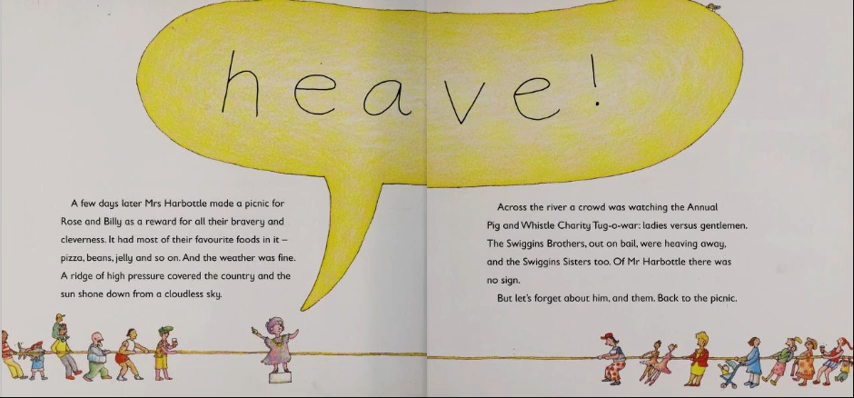 heave!
A few days later Mrs Harbottle made a picnic for
Rose and Billy as a reward for all their bravery and
cleverness. It had most of their favourite foods in it –
pizza, beans, jelly and so on. And the weather was fine.
A ridge of high pressure covered the country and the
sun shone down from a cloudless sky.
Across the river a crowd was watching the Annual
Pig and Whistle Charity Tug-o-war: ladies versus gentlemen.
The Swiggins Brothers, out on bail, were heaving away,
and the Swiggins Sisters too. Of Mr Harbottle there was
no sign.
But let's forget about him, and them. Back to the picnic.